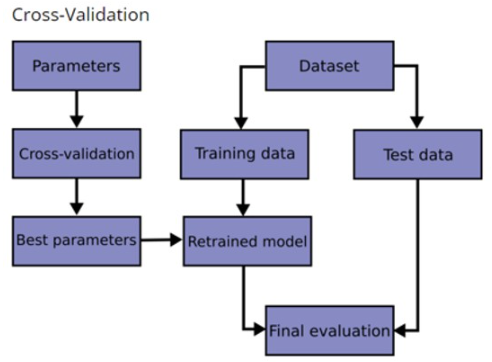 Cross-Validation
Parameters
Dataset
Cross-validation
Training data
Test data
Best parameters
Retrained model
Final evaluation